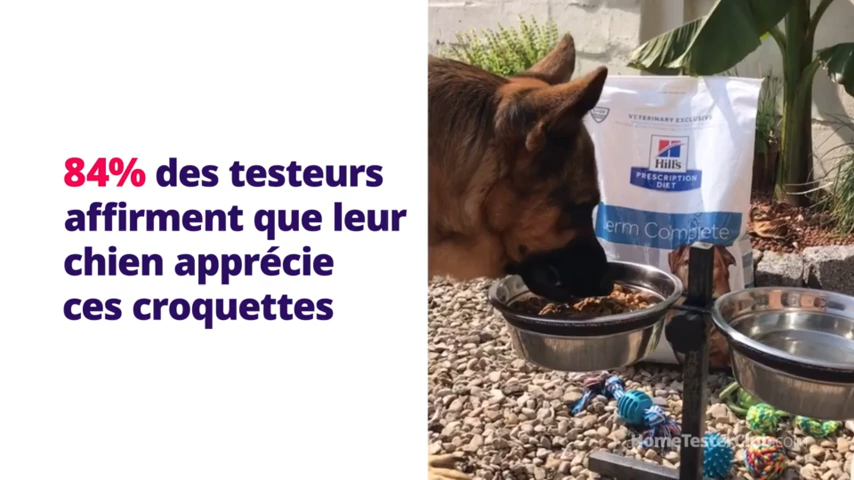 84% des testeurs
affirment que leur
chien apprécie
ces croquettes
VETERINARY EXCLUSIVE
Hill's
PRESCRIPTION
DIET
erm Complete
HomeTesterClub.com